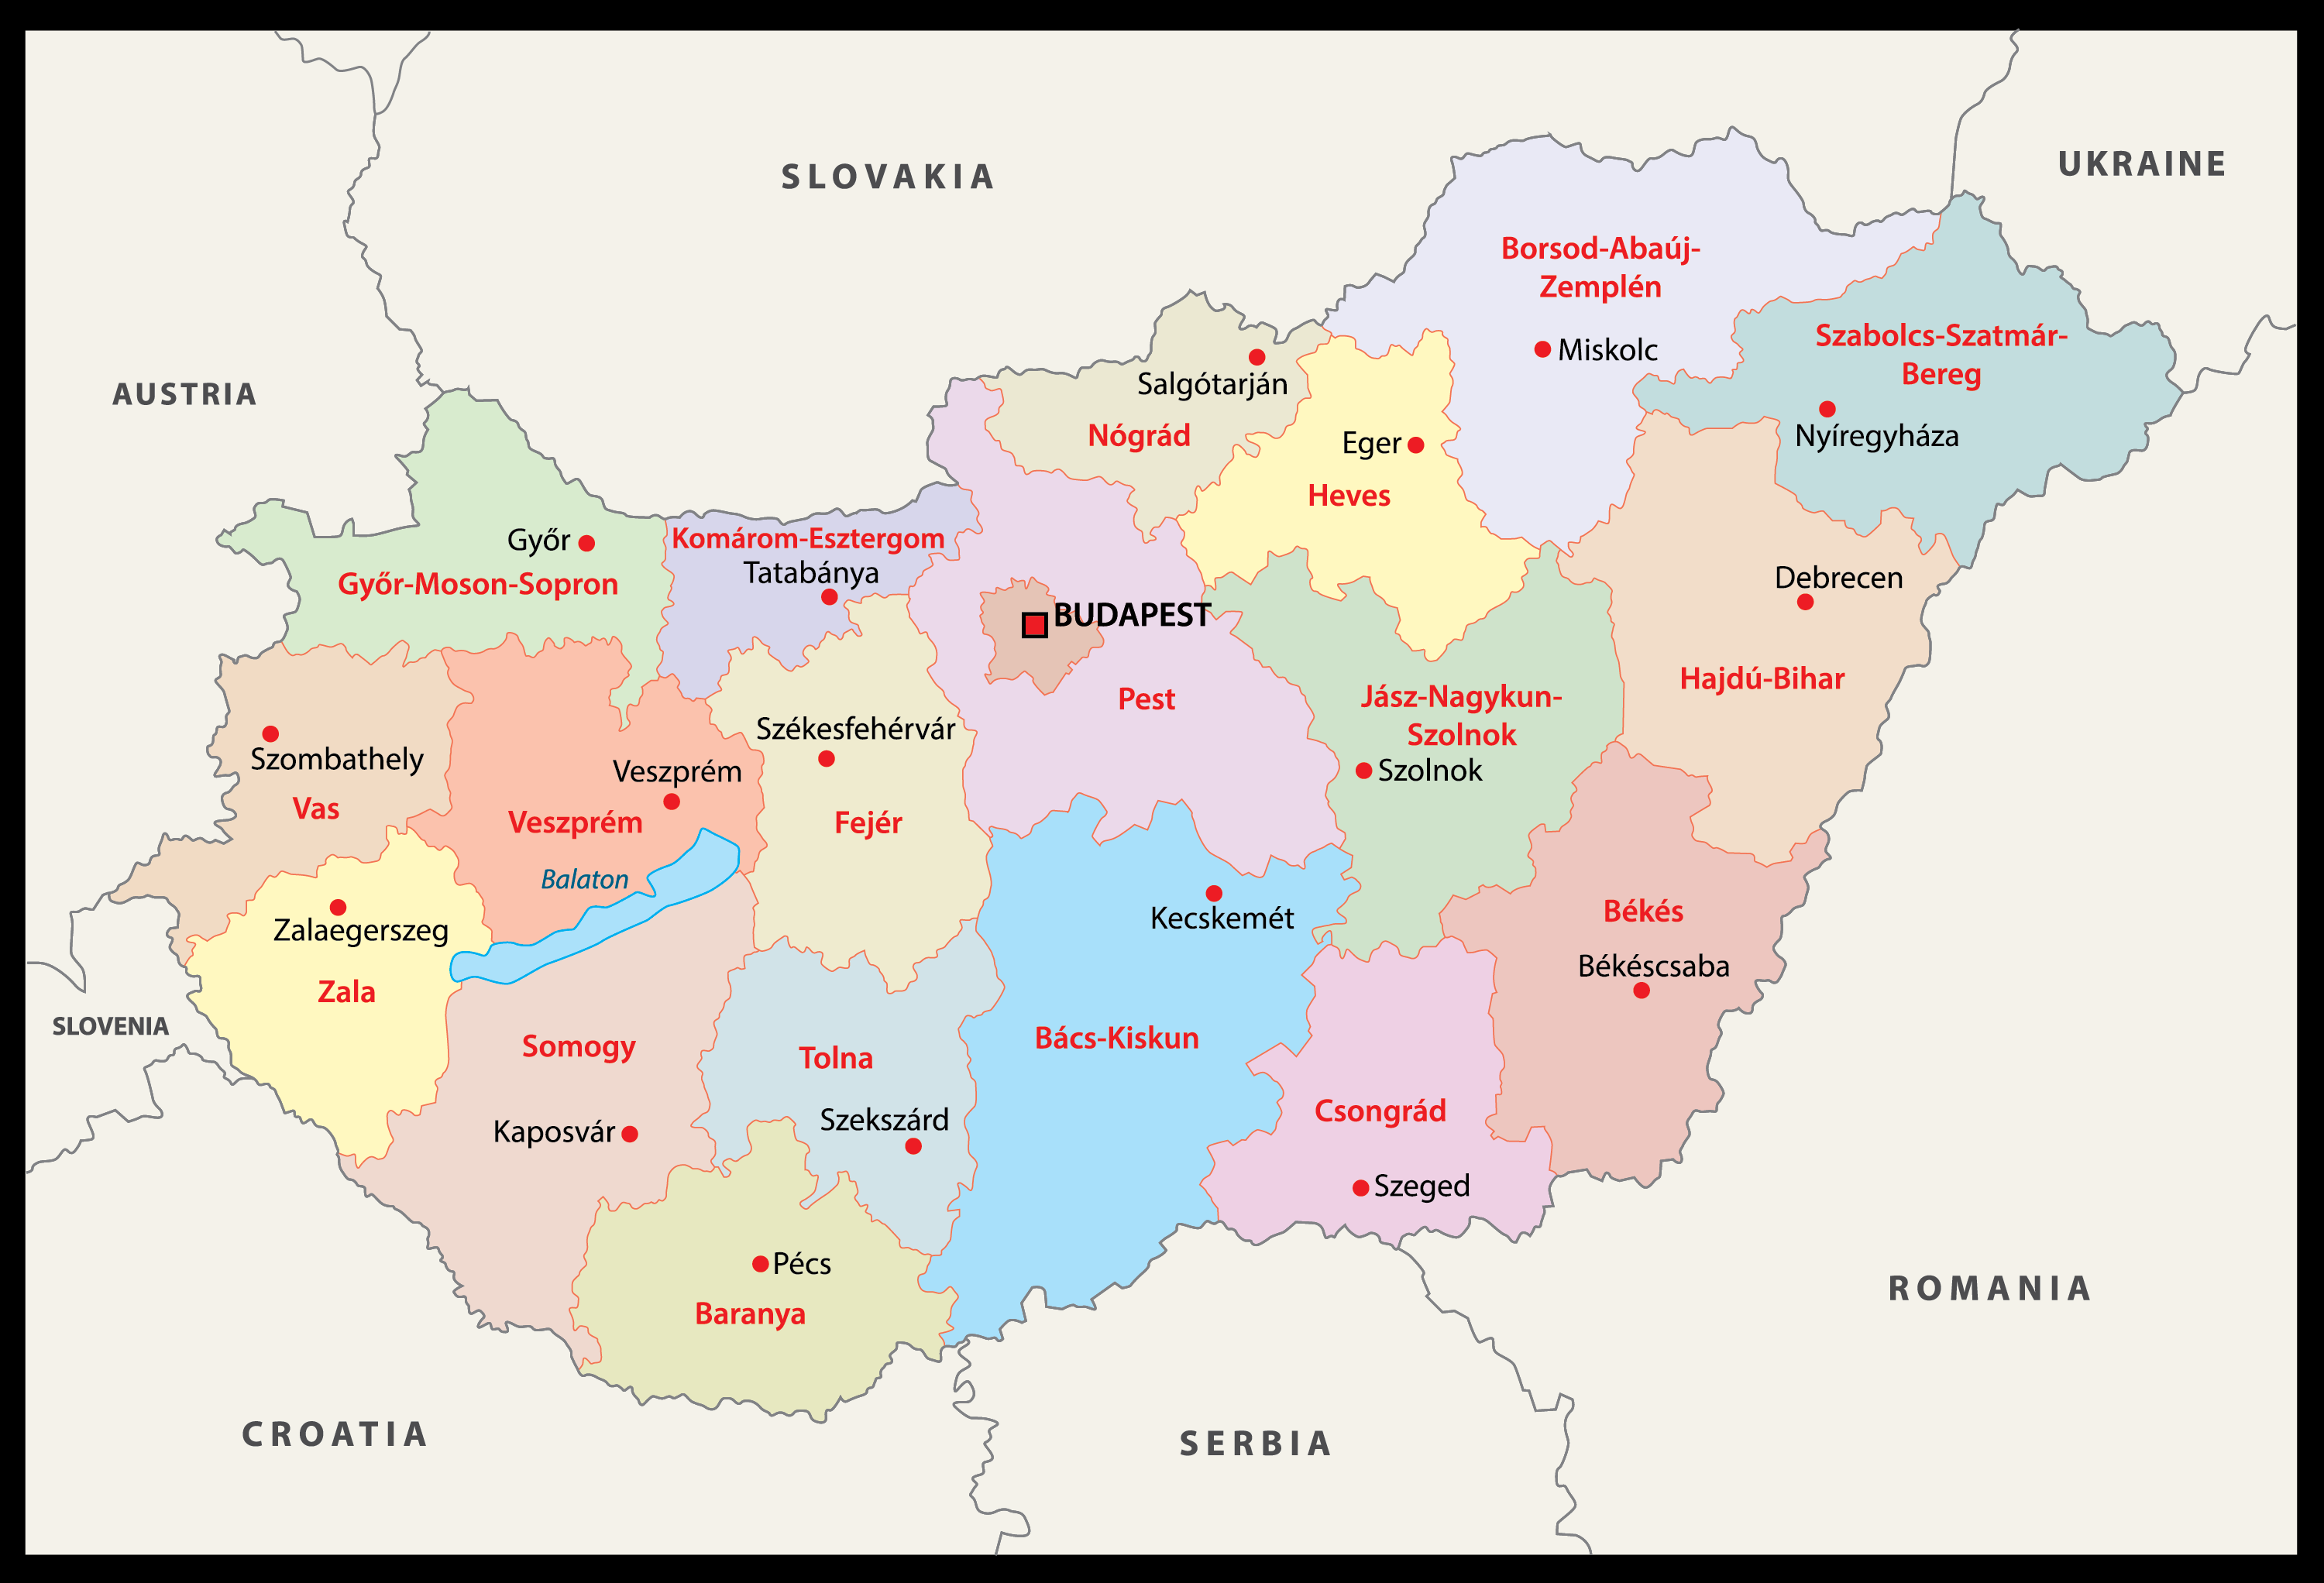 SLOVAKIA
UKRAINE
AUSTRIA
Borsod-Abaúj-
Zemplén
Miskolc
Szabolcs-Szatmár-
Bereg
Nyíregyháza
Salgótarján
Nógrád
Eger
Heves
Győr
Győr-Moson-Sopron
Komárom-Esztergom
Tatabánya
BUDAPEST
Pest
Debrecen
Hajdú-Bihar
Jász-Nagykun-
Szolnok
Szolnok
Székesfehérvár
Fejér
Szombathely
Vas
Veszprém
Veszprém
Balaton
Zalaegerszeg
Zala
Kecskemét
Békés
Békéscsaba
SLOVENIA
Somogy
Kaposvár
Tolna
Szekszárd
Bács-Kiskun
Csongrád
Szeged
Pécs
Baranya
ROMANIA
CROATIA
SERBIA